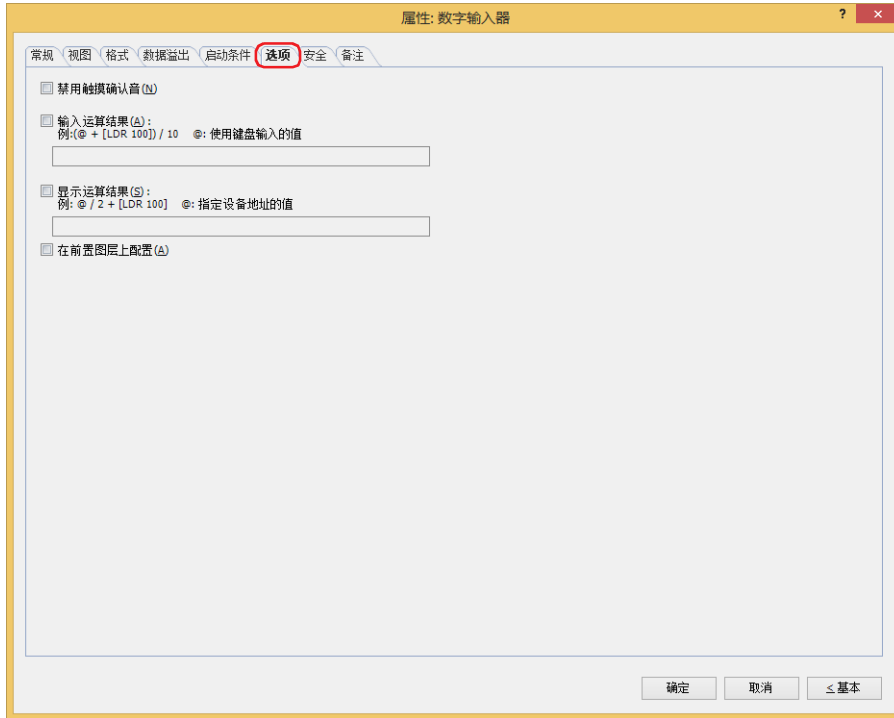 属性: 数字输入器
? ×
常规 视图 格式 数据溢出 启动条件 选项 安全 备注
禁用触摸确认音(N)
输入运算结果(A):
例:(@ + [LDR 100]) / 10 @: 使用键盘输入的值
显示运算结果(S):
例: @ / 2 + [LDR 100] @: 指定设备地址的值
在前置图层上配置(A)
确定 取消 ≤ 基本